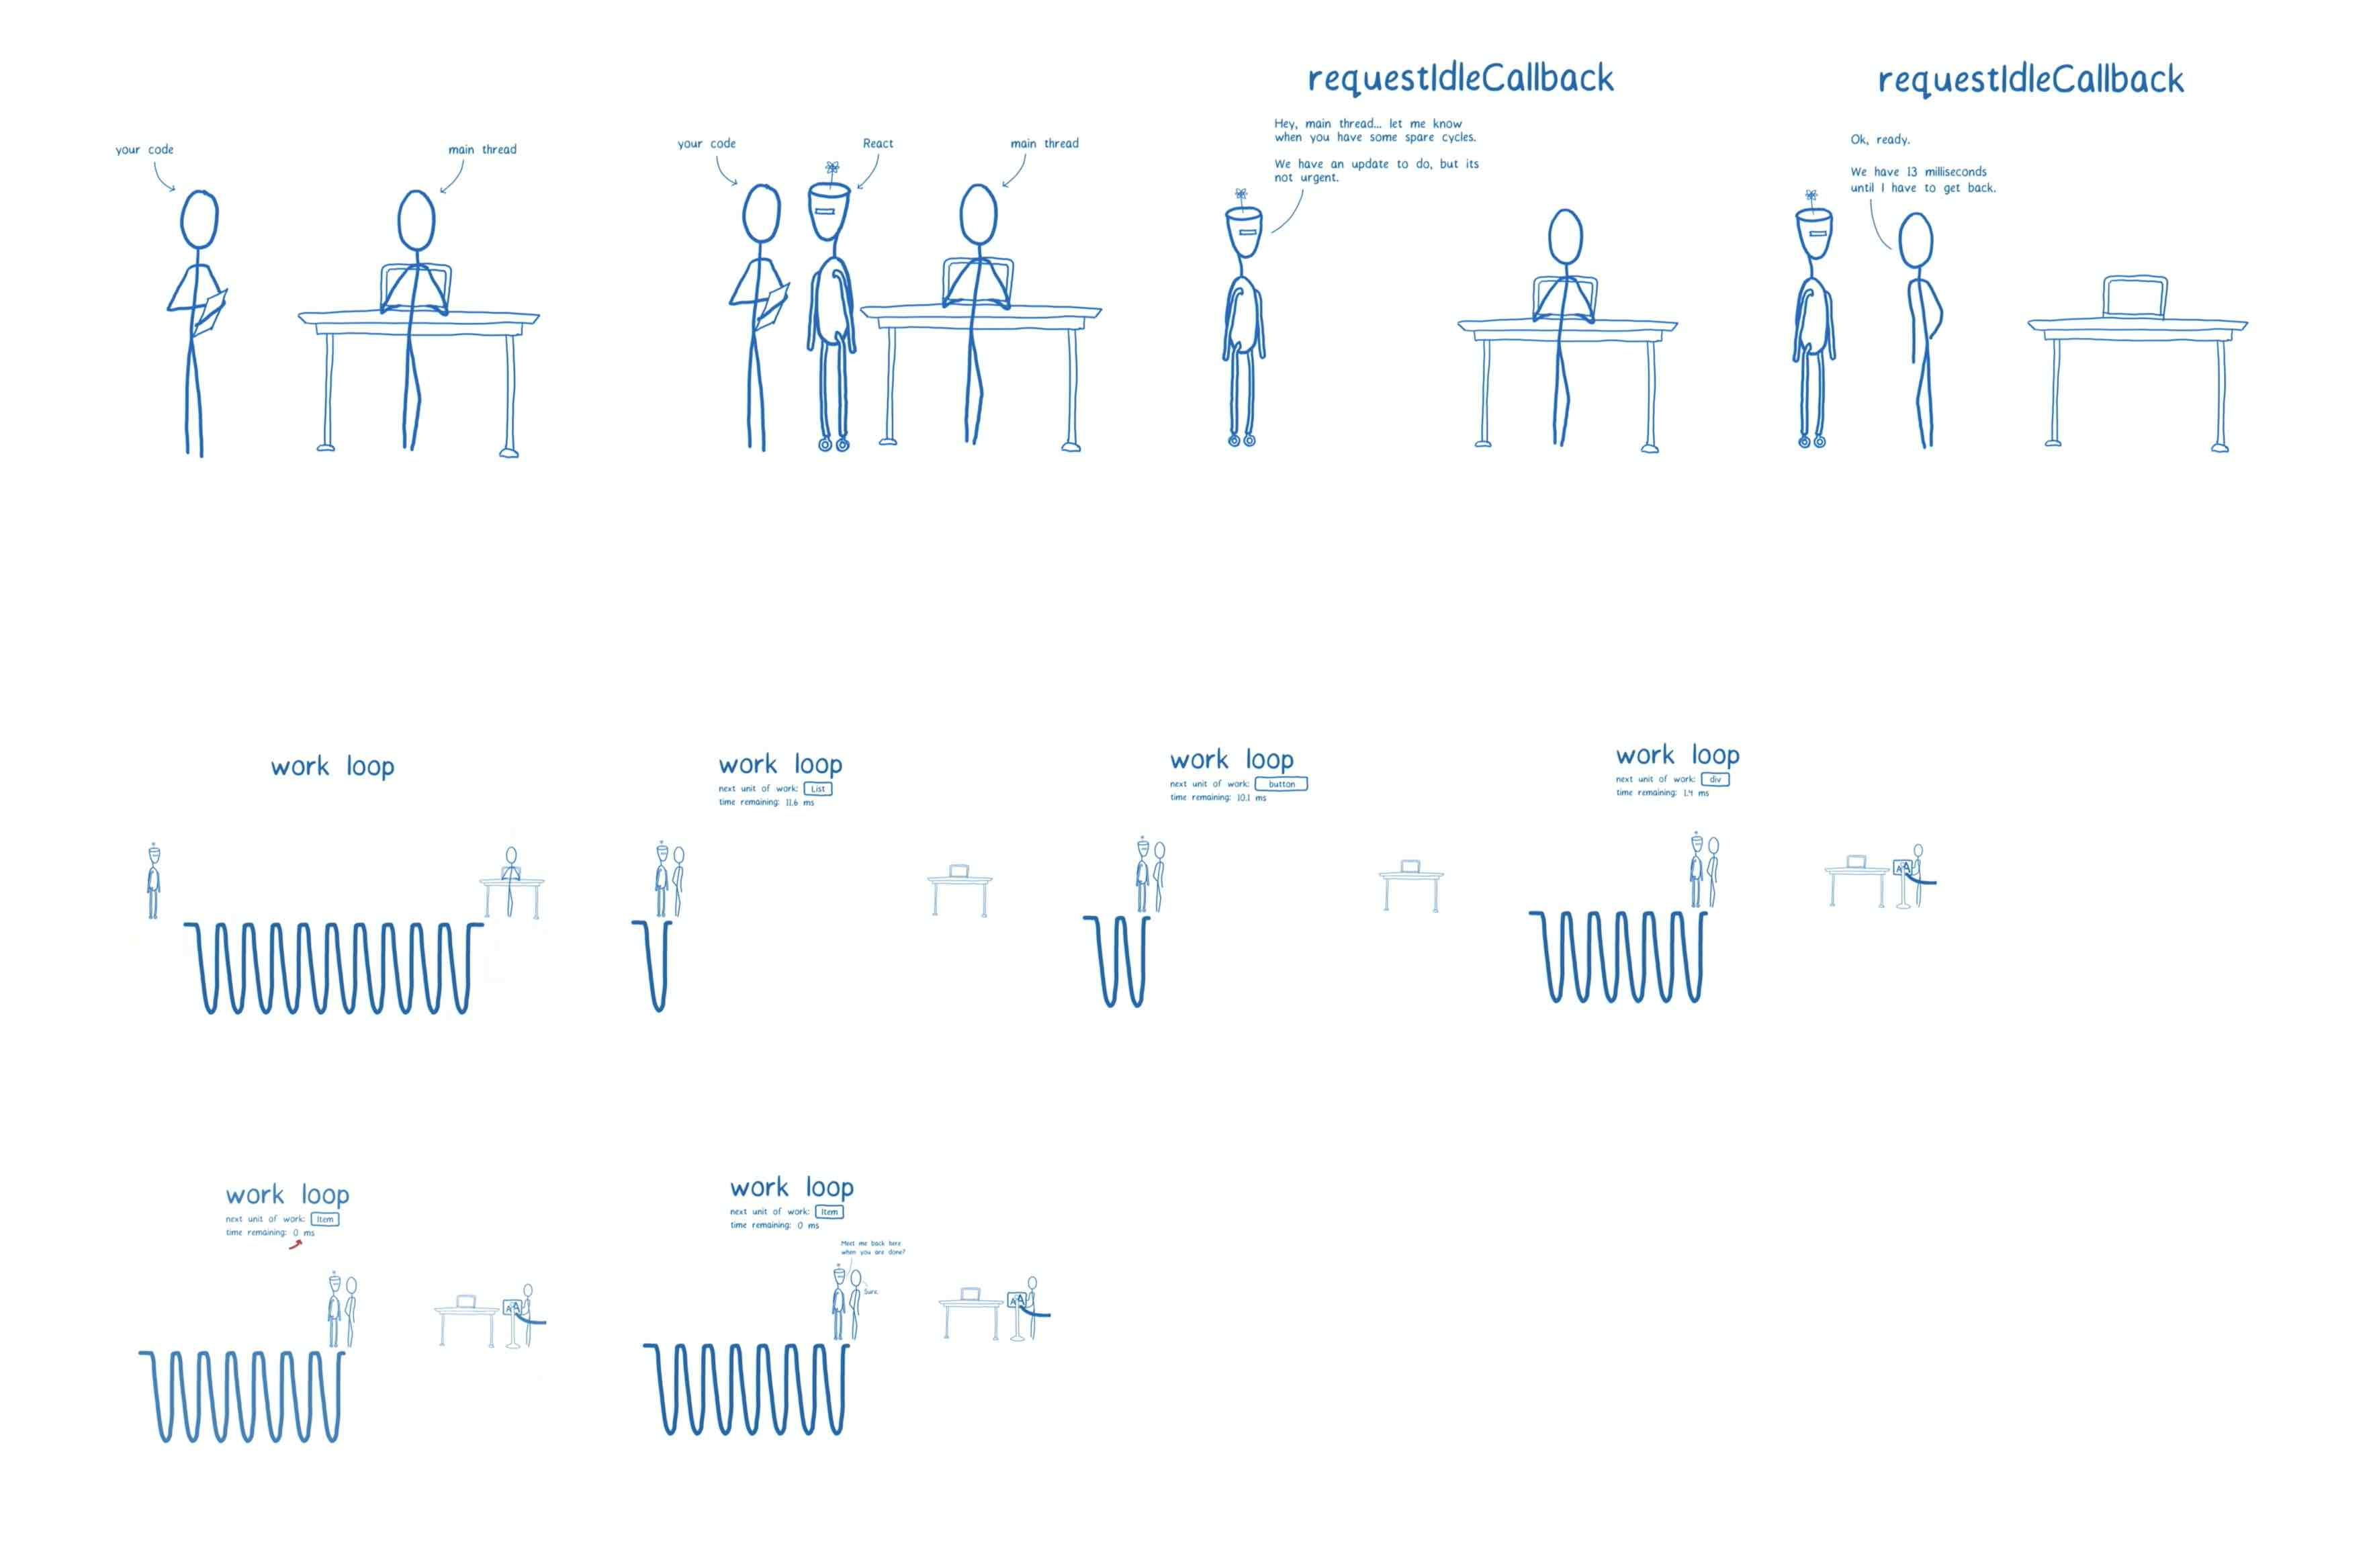 requestIdleCallback
requestIdleCallback
your code
main thread
your code
React
main thread
Hey, main thread... let me know
when you have some spare cycles.
We have an update to do, but its
not urgent.
Ok, ready.
We have 13 milliseconds
until I have to get back.
work loop
work loop
next unit of work: List
time remaining: 11.6 ms
work loop
next unit of work: button
time remaining: 10.1 ms
work loop
next unit of work: div
time remaining: 1.4 ms
AA
work loop
next unit of work: Item
time remaining: 0 ms
AA
work loop
next unit of work: Item
time remaining: 0 ms
Meet me back here
when you are done?
Sure.
AA